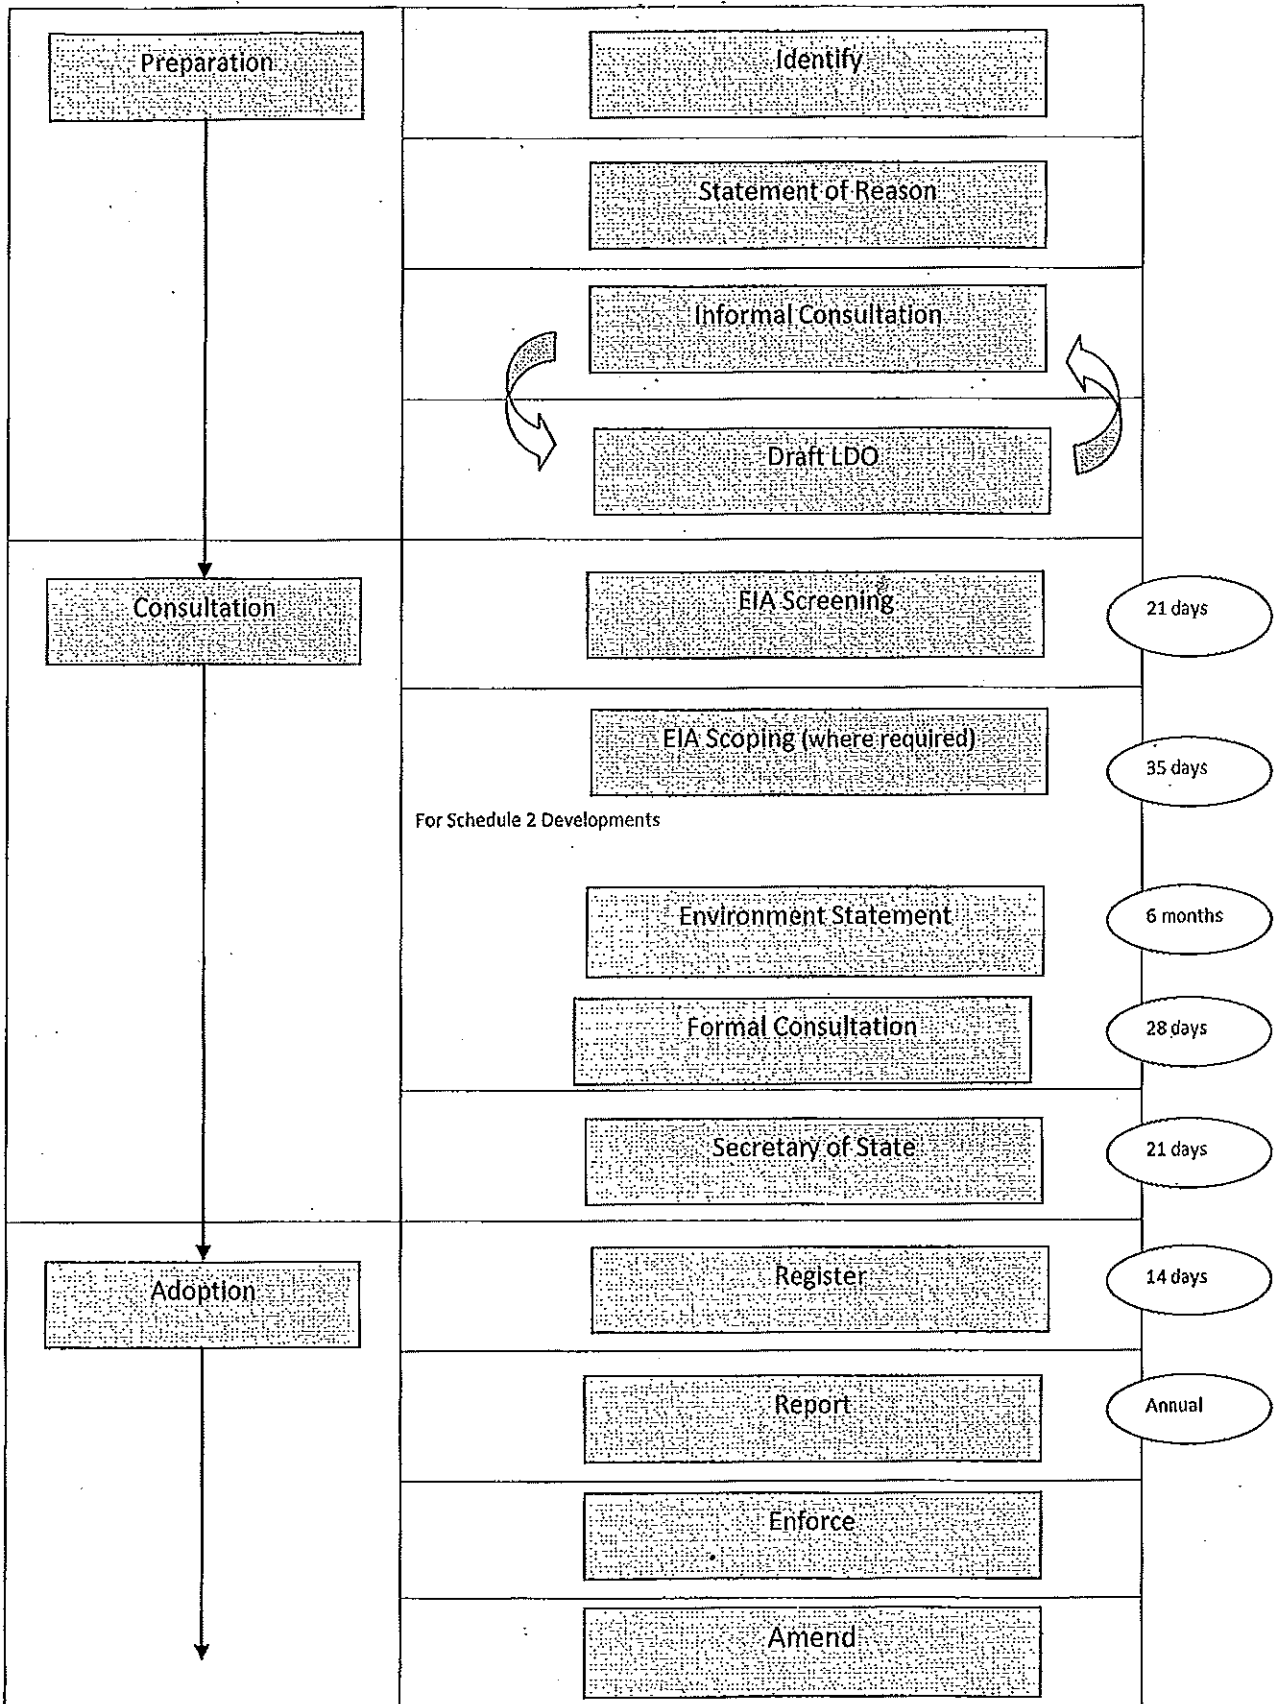 Preparation
Identify
Statement of Reason
Informal Consultation
Draft LDO
Consultation
EIA Screening
21 days
EIA Scoping (where required)
35 days
For Schedule 2 Developments
Environment Statement
6 months
Formal Consultation
28 days
Secretary of State
21 days
Adoption
Register
14 days
Report
Annual
Enforce
Amend